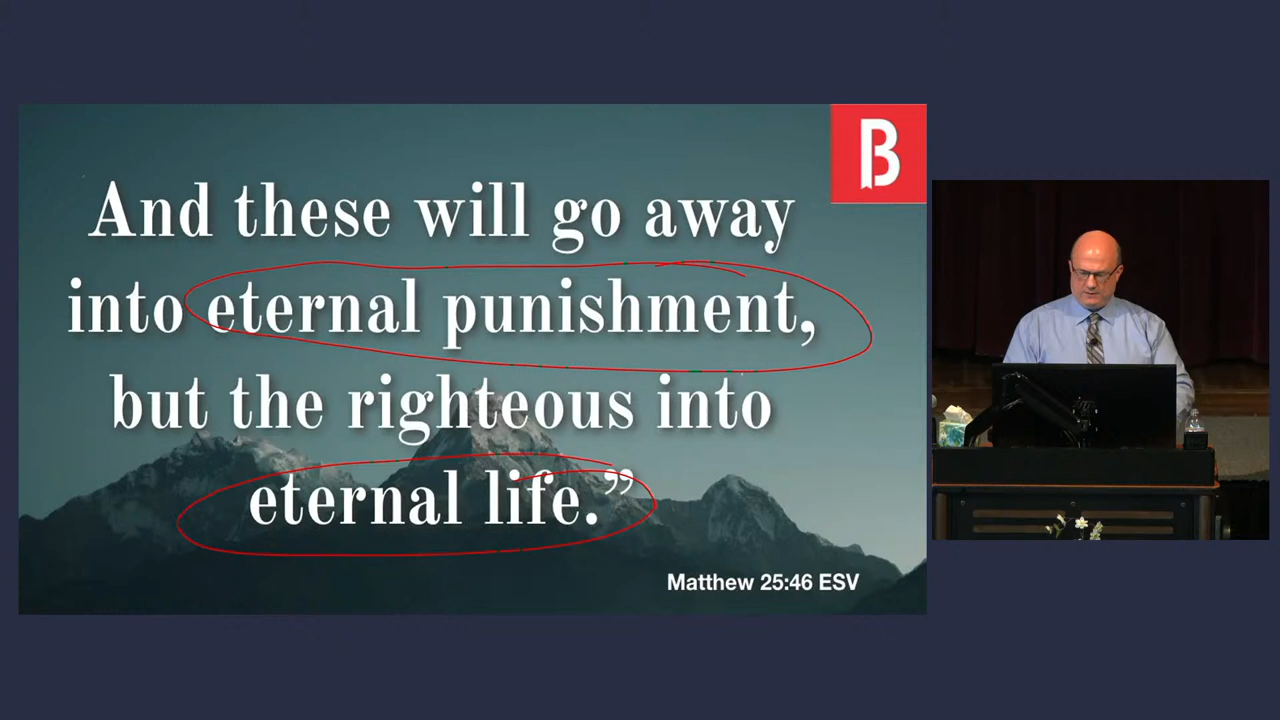 B
And these will go away
into eternal punishment,
but the righteous into
eternal life.”
Matthew 25:46 ESV